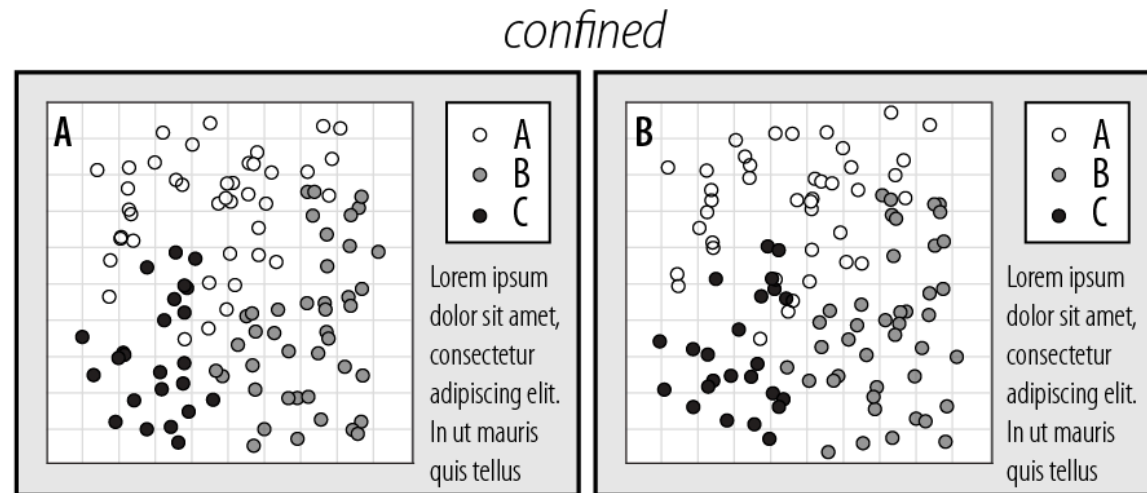 confined
A
A
B
C
Lorem ipsum
dolor sit amet,
consectetur
adipiscing elit.
In ut mauris
quis tellus
B
A
B
C
Lorem ipsum
dolor sit amet,
consectetur
adipiscing elit.
In ut mauris
quis tellus